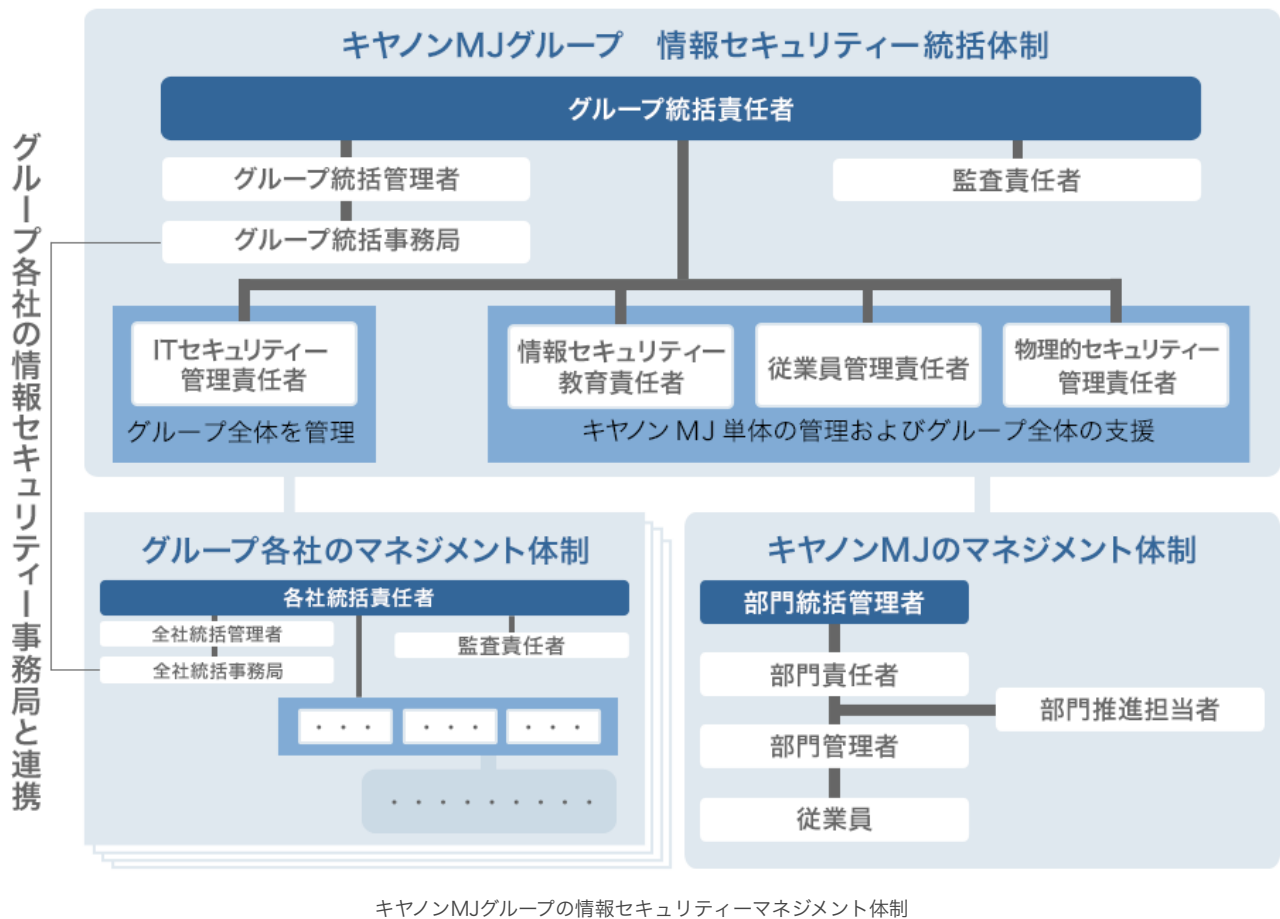 キヤノンMJグループ　情報セキュリティー統括体制
グループ統括責任者
グループ統括管理者
監査責任者
グループ統括事務局
グループ各社の情報セキュリティー事務局と連携
ITセキュリティー
管理責任者
グループ全体を管理
情報セキュリティー
教育責任者
従業員管理責任者
物理的セキュリティー
管理責任者
キヤノン MJ 単体の管理およびグループ全体の支援
グループ各社のマネジメント体制
各社統括責任者
全社統括管理者
監査責任者
全社統括事務局
・・・
・・・
・・・
・・・・・・・・・
キヤノンMJのマネジメント体制
部門統括管理者
部門責任者
部門推進担当者
部門管理者
従業員
キヤノンMJグループの情報セキュリティーマネジメント体制